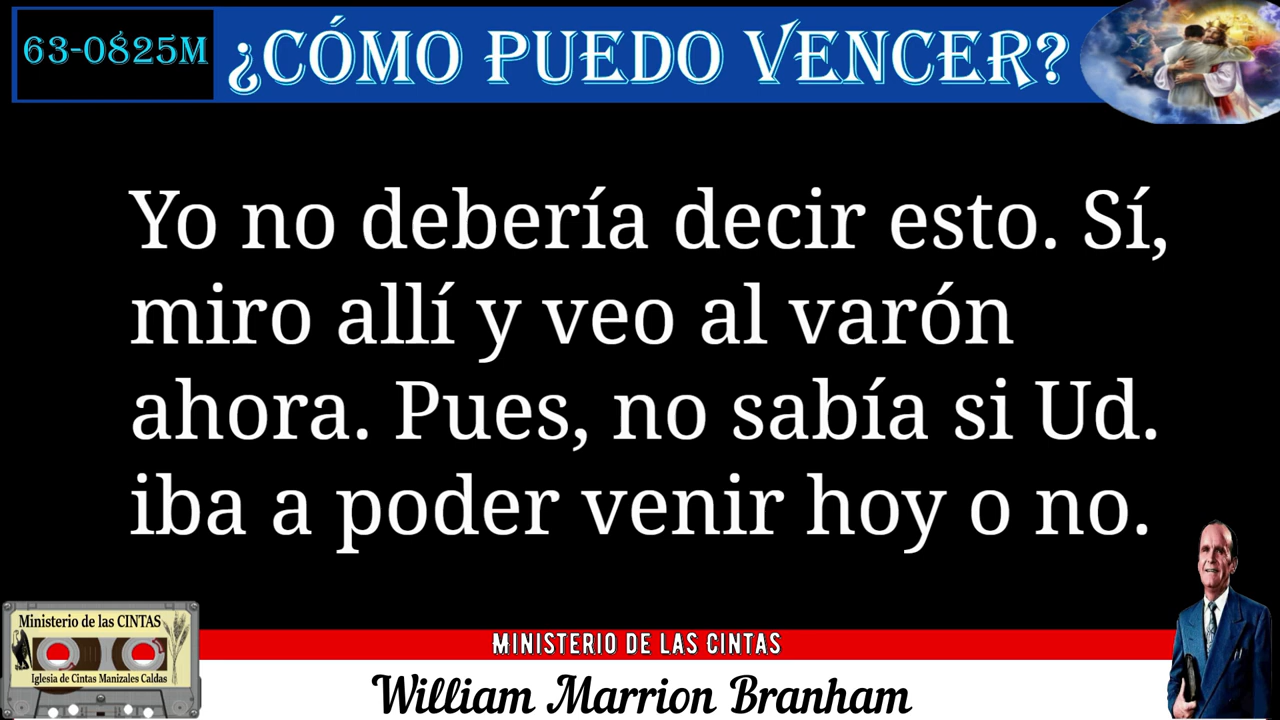 63-0825M
¿CÓMO PUEDO VENCER?
Yo no debería decir esto. Sí,
miro allí y veo al varón
ahora. Pues, no sabía si Ud.
iba a poder venir hoy o no.
Ministerio de las CINTAS
Iglesia de Cintas Manizales Caldas
MINISTERIO DE LAS CINTAS
William Marrion Branham